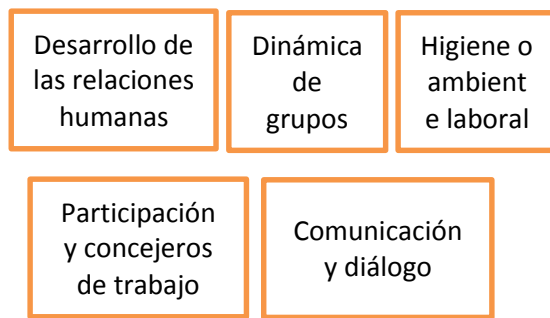 Desarrollo de
las relaciones
humanas
Dinámica
de
grupos
Higiene o
ambient
e laboral
Participación
y concejeros
de trabajo
Comunicación
y diálogo